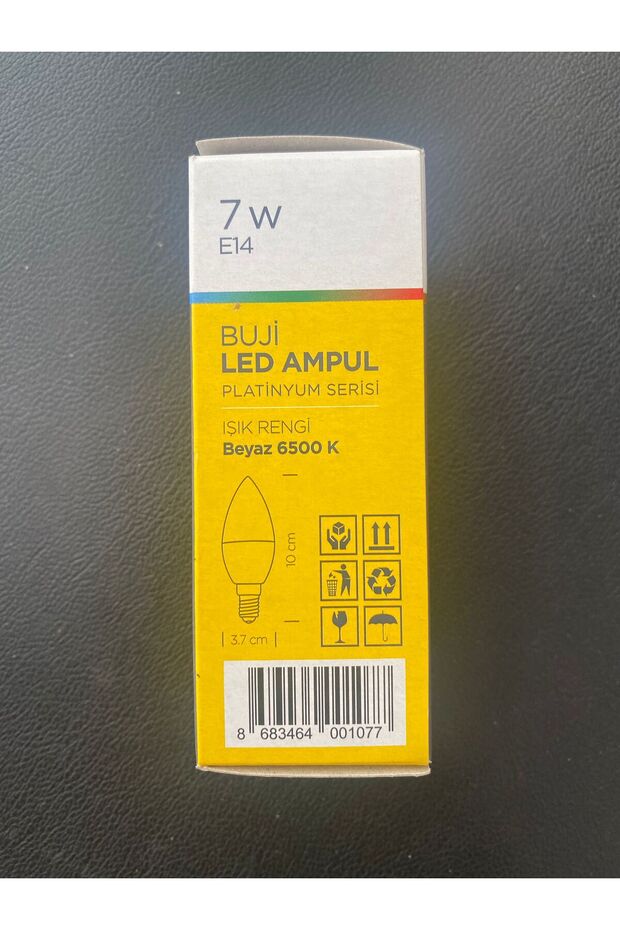 7 W
E14
BUJİ
LED AMPUL
PLATİNYUM SERİSİ
IŞIK RENGİ
Beyaz 6500 K
10 cm
3.7 cm
8 683464 001077